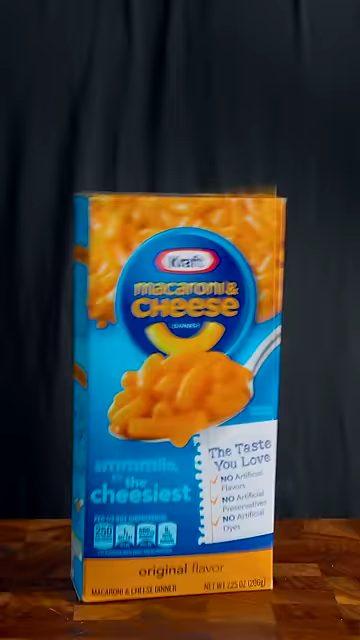 Kraft
macaroni &
CHEESE
The Taste
You Love
NO Artificial
Flavors
NO Artificial
Preservatives
NO Artificial
Dyes
the
cheesiest
250
original flavor
MACARONI & CHEESE DINNER
NET WT 7.25 OZ (206g)